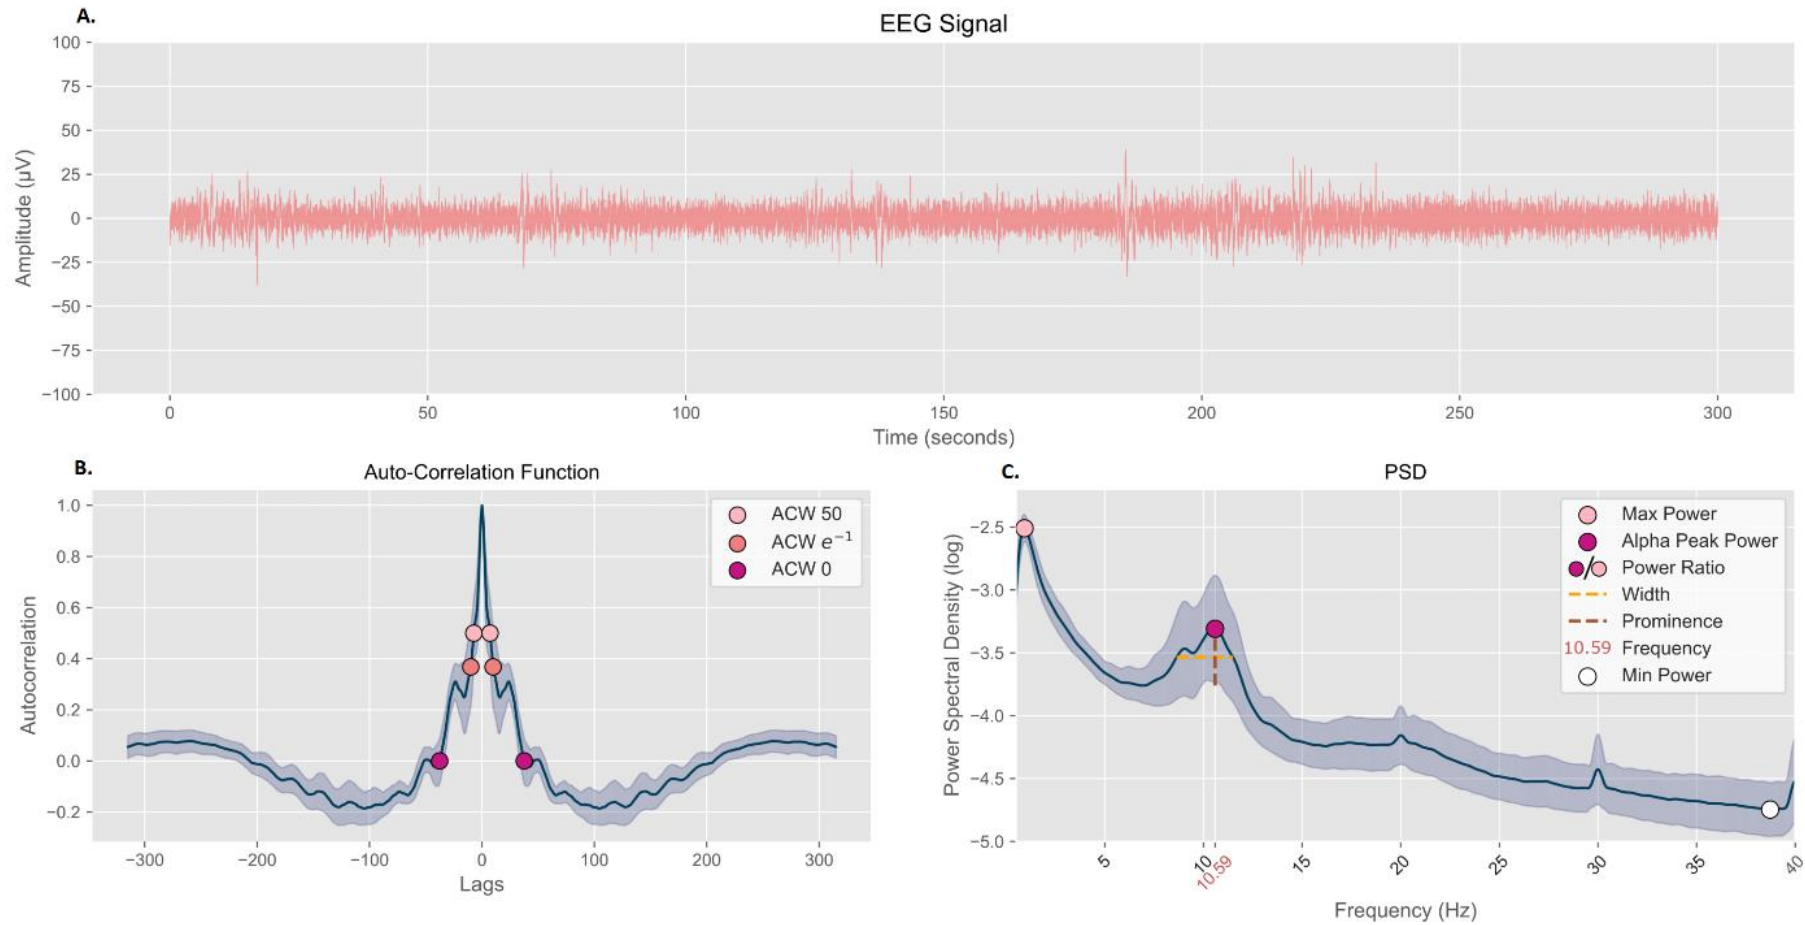 A.
EEG Signal
Amplitude (µV)
100
75
50
25
0
−25
−50
−75
−100
0 50 100 150 200 250 300
Time (seconds)
B.
Auto-Correlation Function
Autocorrelation
1.0
0.8
0.6
0.4
0.2
0.0
−0.2
ACW 50
ACW e⁻¹
ACW 0
−300 −200 −100 0 100 200 300
Lags
C.
PSD
Power Spectral Density (log)
−2.5
−3.0
−3.5
−4.0
−4.5
−5.0
Max Power
Alpha Peak Power
/ Power Ratio
Width
Prominence
10.59 Frequency
Min Power
5 10 10.59 15 20 25 30 35 40
Frequency (Hz)